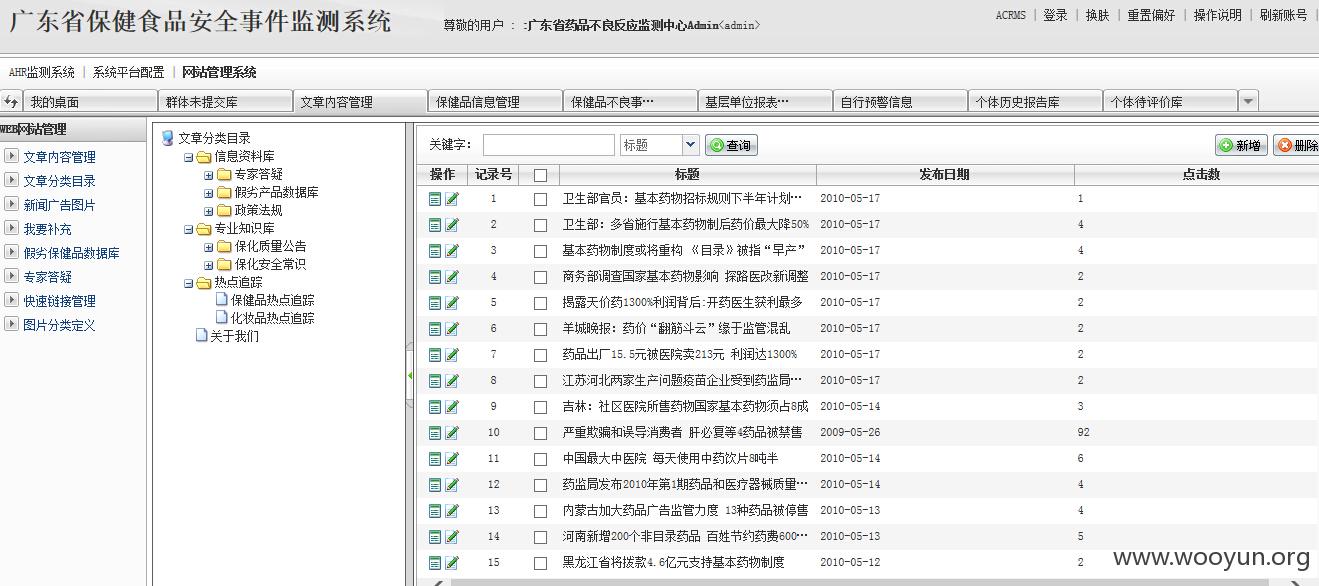 广东省保健食品安全事件监测系统
尊敬的用户 : :广东省药品不良反应监测中心Admin<admin>
ACRMS | 登录 | 换肤 | 重置偏好 | 操作说明 | 刷新账号 |
AHR监测系统 | 系统平台配置 | 网站管理系统
我的桌面 群体未提交库 文章内容管理 保健品信息管理 保健品不良事… 基层单位报表… 自行预警信息 个体历史报告库 个体待评价库
WEB网站管理
文章内容管理
文章分类目录
新闻广告图片
我要补充
假劣保健品数据库
专家答疑
快速链接管理
图片分类定义
文章分类目录
信息资料库
专家答疑
假劣产品数据库
政策法规
专业知识库
保化质量公告
保化安全常识
热点追踪
保健品热点追踪
化妆品热点追踪
关于我们
关键字: 标题 查询 新增 删除
操作 记录号 标题 发布日期 点击数
1 卫生部官员：基本药物招标规则下半年计划… 2010-05-17 1
2 卫生部：多省施行基本药物制后药价最大降50% 2010-05-17 4
3 基本药物制度或将重构 《目录》被指“早产” 2010-05-17 4
4 商务部调查国家基本药物影响 探路医改新调整 2010-05-17 2
5 揭露天价药1300%利润背后:开药医生获利最多 2010-05-17 2
6 羊城晚报：药价“翻筋斗云”缘于监管混乱 2010-05-17 2
7 药品出厂15.5元被医院卖213元 利润达1300% 2010-05-17 2
8 江苏河北两家生产问题疫苗企业受到药监局… 2010-05-17 2
9 吉林：社区医院所售药物国家基本药物须占8成 2010-05-14 3
10 严重欺骗和误导消费者 肝必复等4药品被禁售 2009-05-26 92
11 中国最大中医院 每天使用中药饮片8吨半 2010-05-14 6
12 药监局发布2010年第1期药品和医疗器械质量… 2010-05-14 4
13 内蒙古加大药品广告监管力度 13种药品被停售 2010-05-13 4
14 河南新增200个非目录药品 百姓节约药费600… 2010-05-13 5
15 黑龙江省将拨款4.6亿元支持基本药物制度 2010-05-12 2
www.wooyun.org